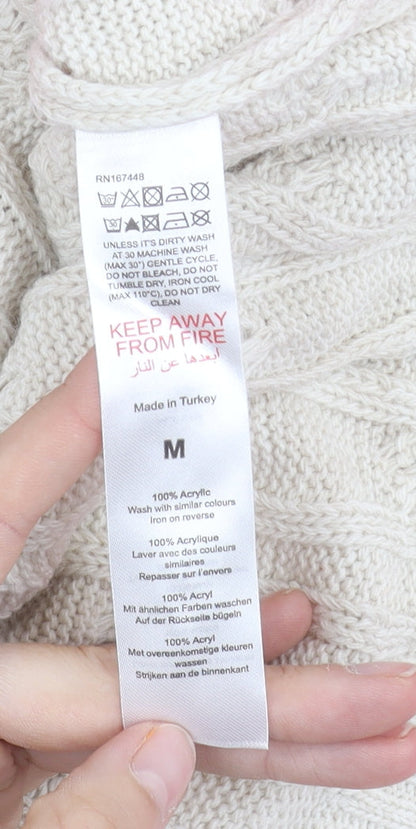 RN167448
UNLESS IT'S DIRTY WASH
AT 30 MACHINE WASH
(MAX 30°) GENTLE CYCLE,
DO NOT BLEACH, DO NOT
TUMBLE DRY, IRON COOL
(MAX 110°C), DO NOT DRY
CLEAN
KEEP AWAY
FROM FIRE
ابعدها عن النار
Made in Turkey
M
100% Acrylic
Wash with similar colours
Iron on reverse
100% Acrylique
Laver avec des couleurs
similaires
Repasser sur l'envers
100% Acryl
Mit ähnlichen Farben waschen
Auf der Rückseite bügeln
100% Acryl
Met overeenkomstige kleuren
wassen
Strijken aan de binnenkant